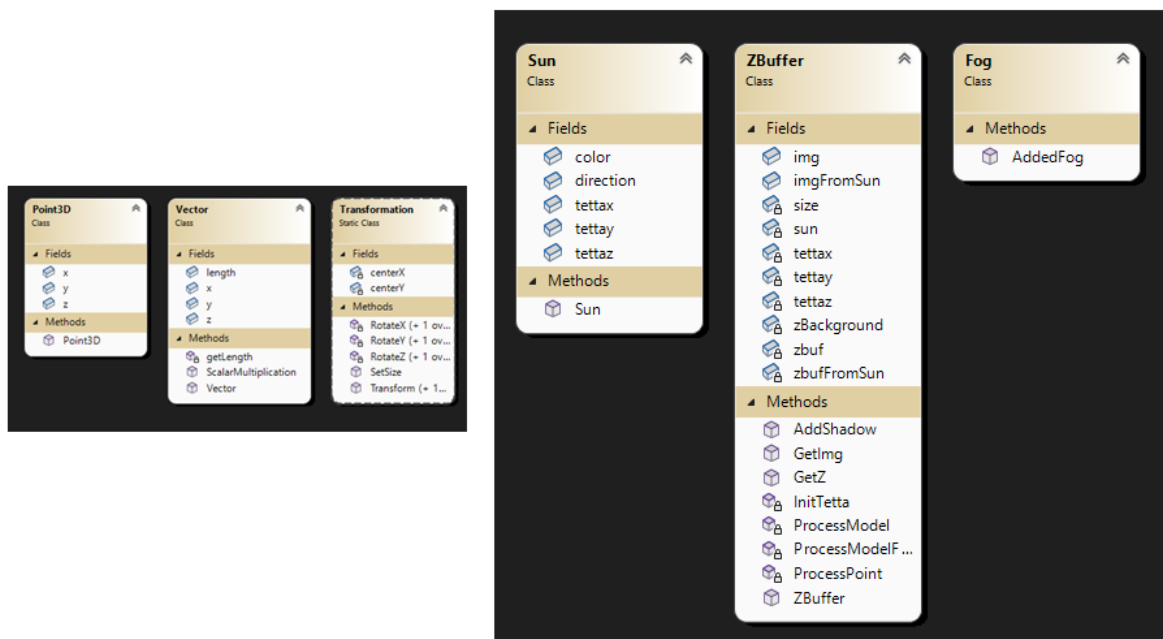 Point3D
Class
Fields
x
y
z
Methods
Point3D
Vector
Class
Fields
length
x
y
z
Methods
getLength
ScalarMultiplication
Vector
Transformation
Static Class
Fields
centerX
centerY
Methods
RotateX (+ 1 ov...
RotateY (+ 1 ov...
RotateZ (+ 1 ov...
SetSize
Transform (+ 1...
Sun
Class
Fields
color
direction
tettax
tettay
tettaz
Methods
Sun
ZBuffer
Class
Fields
img
imgFromSun
size
sun
tettax
tettay
tettaz
zBackground
zbuf
zbufFromSun
Methods
AddShadow
GetImg
GetZ
InitTetta
ProcessModel
ProcessModelF...
ProcessPoint
ZBuffer
Fog
Class
Methods
AddedFog